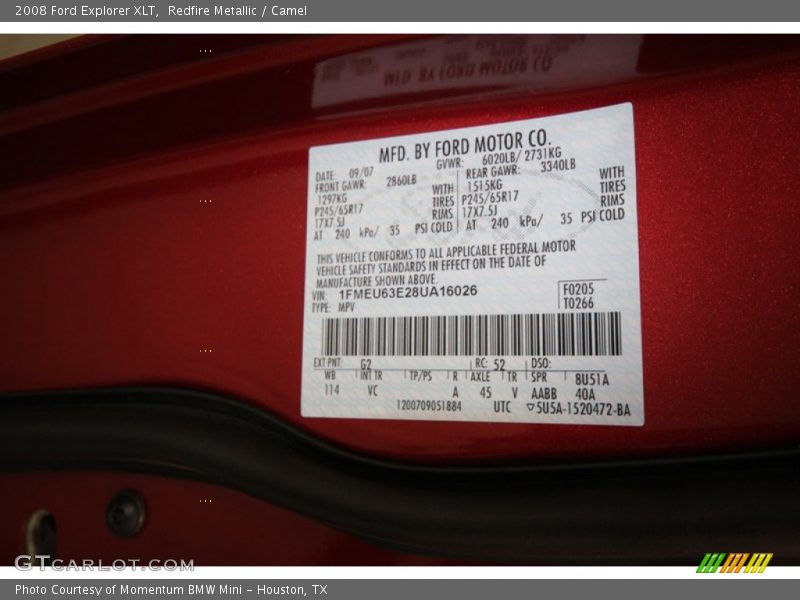 2008 Ford Explorer XLT, Redfire Metallic / Camel
MFD. BY FORD MOTOR CO.
MFD. BY FORD MOTOR CO.
DATE: 09/07 GVWR: 6020LB/ 2731KG
FRONT GAWR: 2860LB REAR GAWR: 3340LB
1297KG WITH 1515KG WITH
P245/65R17 TIRES P245/65R17 TIRES
17X7.5J RIMS 17X7.5J RIMS
AT 240 kPa/ 35 PSI COLD AT 240 kPa/ 35 PSI COLD
THIS VEHICLE CONFORMS TO ALL APPLICABLE FEDERAL MOTOR
VEHICLE SAFETY STANDARDS IN EFFECT ON THE DATE OF
MANUFACTURE SHOWN ABOVE.
VIN: 1FMEU63E28UA16026 F0205
TYPE: MPV T0266
EXT PNT: G2 RC: 52 DSO:
WB INT TR TP/PS R AXLE TR SPR 8U51A
114 VC A 45 V AABB 40A
1200709051884 UTC ▽5U5A-1520472-BA
GTCARLOT.COM
Photo Courtesy of Momentum BMW Mini - Houston, TX